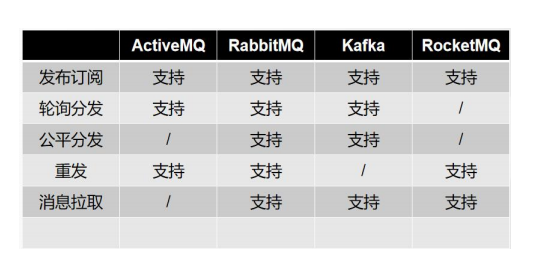 ActiveMQ RabbitMQ Kafka RocketMQ
发布订阅 支持 支持 支持 支持
轮询分发 支持 支持 支持 /
公平分发 / 支持 支持 /
重发 支持 支持 / 支持
消息拉取 / 支持 支持 支持